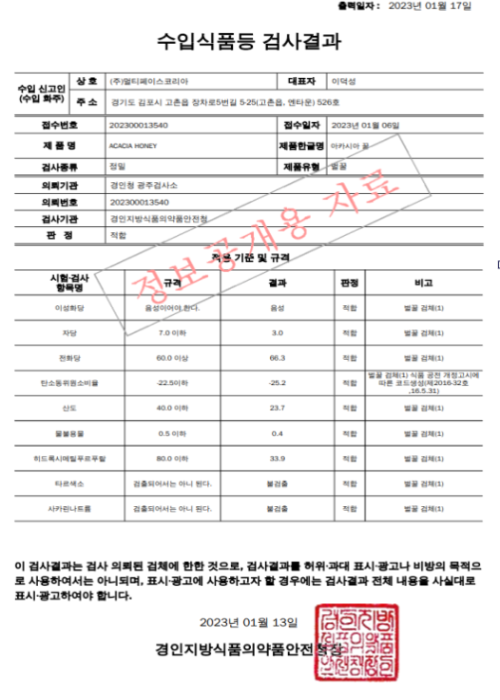 출력일자 : 2023년 01월 17일
수입식품등 검사결과
수입 신고인 (수입 화주) 상 호 (주)멀티페이스코리아 대표자 이덕성
주 소 경기도 김포시 고촌읍 장차로5번길 5-25(고촌읍, 엔타운) 526호
접수번호 202300013540 접수일자 2023년 01월 06일
제 품 명 ACACIA HONEY 제품한글명 아카시아 꿀
검사종류 정밀 제품유형 벌꿀
의뢰기관 경인청 광주검사소
의뢰번호 202300013540
검사기관 경인지방식품의약품안전청
판 정 적합
정보공개용 자료
적용 기준 및 규격
시험·검사 항목명 규격 결과 판정 비고
이성화당 음성이어야 한다. 음성 적합 벌꿀 검체(1)
자당 7.0 이하 3.0 적합 벌꿀 검체(1)
전화당 60.0 이상 66.3 적합 벌꿀 검체(1)
탄소동위원소비율 -22.5이하 -25.2 적합 벌꿀 검체(1) 식품 공전 개정고시에 따른 코드생성(제2016-32호 ,16.5.31)
산도 40.0 이하 23.7 적합 벌꿀 검체(1)
물불용물 0.5 이하 0.4 적합 벌꿀 검체(1)
히드록시메틸푸르푸랄 80.0 이하 33.9 적합 벌꿀 검체(1)
타르색소 검출되어서는 아니 된다. 불검출 적합 벌꿀 검체(1)
사카린나트륨 검출되어서는 아니 된다. 불검출 적합 벌꿀 검체(1)
이 검사결과는 검사 의뢰된 검체에 한한 것으로, 검사결과를 허위·과대 표시·광고나 비방의 목적으
로 사용하여서는 아니되며, 표시·광고에 사용하고자 할 경우에는 검사결과 전체 내용을 사실대로
표시·광고하여야 합니다.
2023년 01월 13일
경인지방식품의약품안전청장